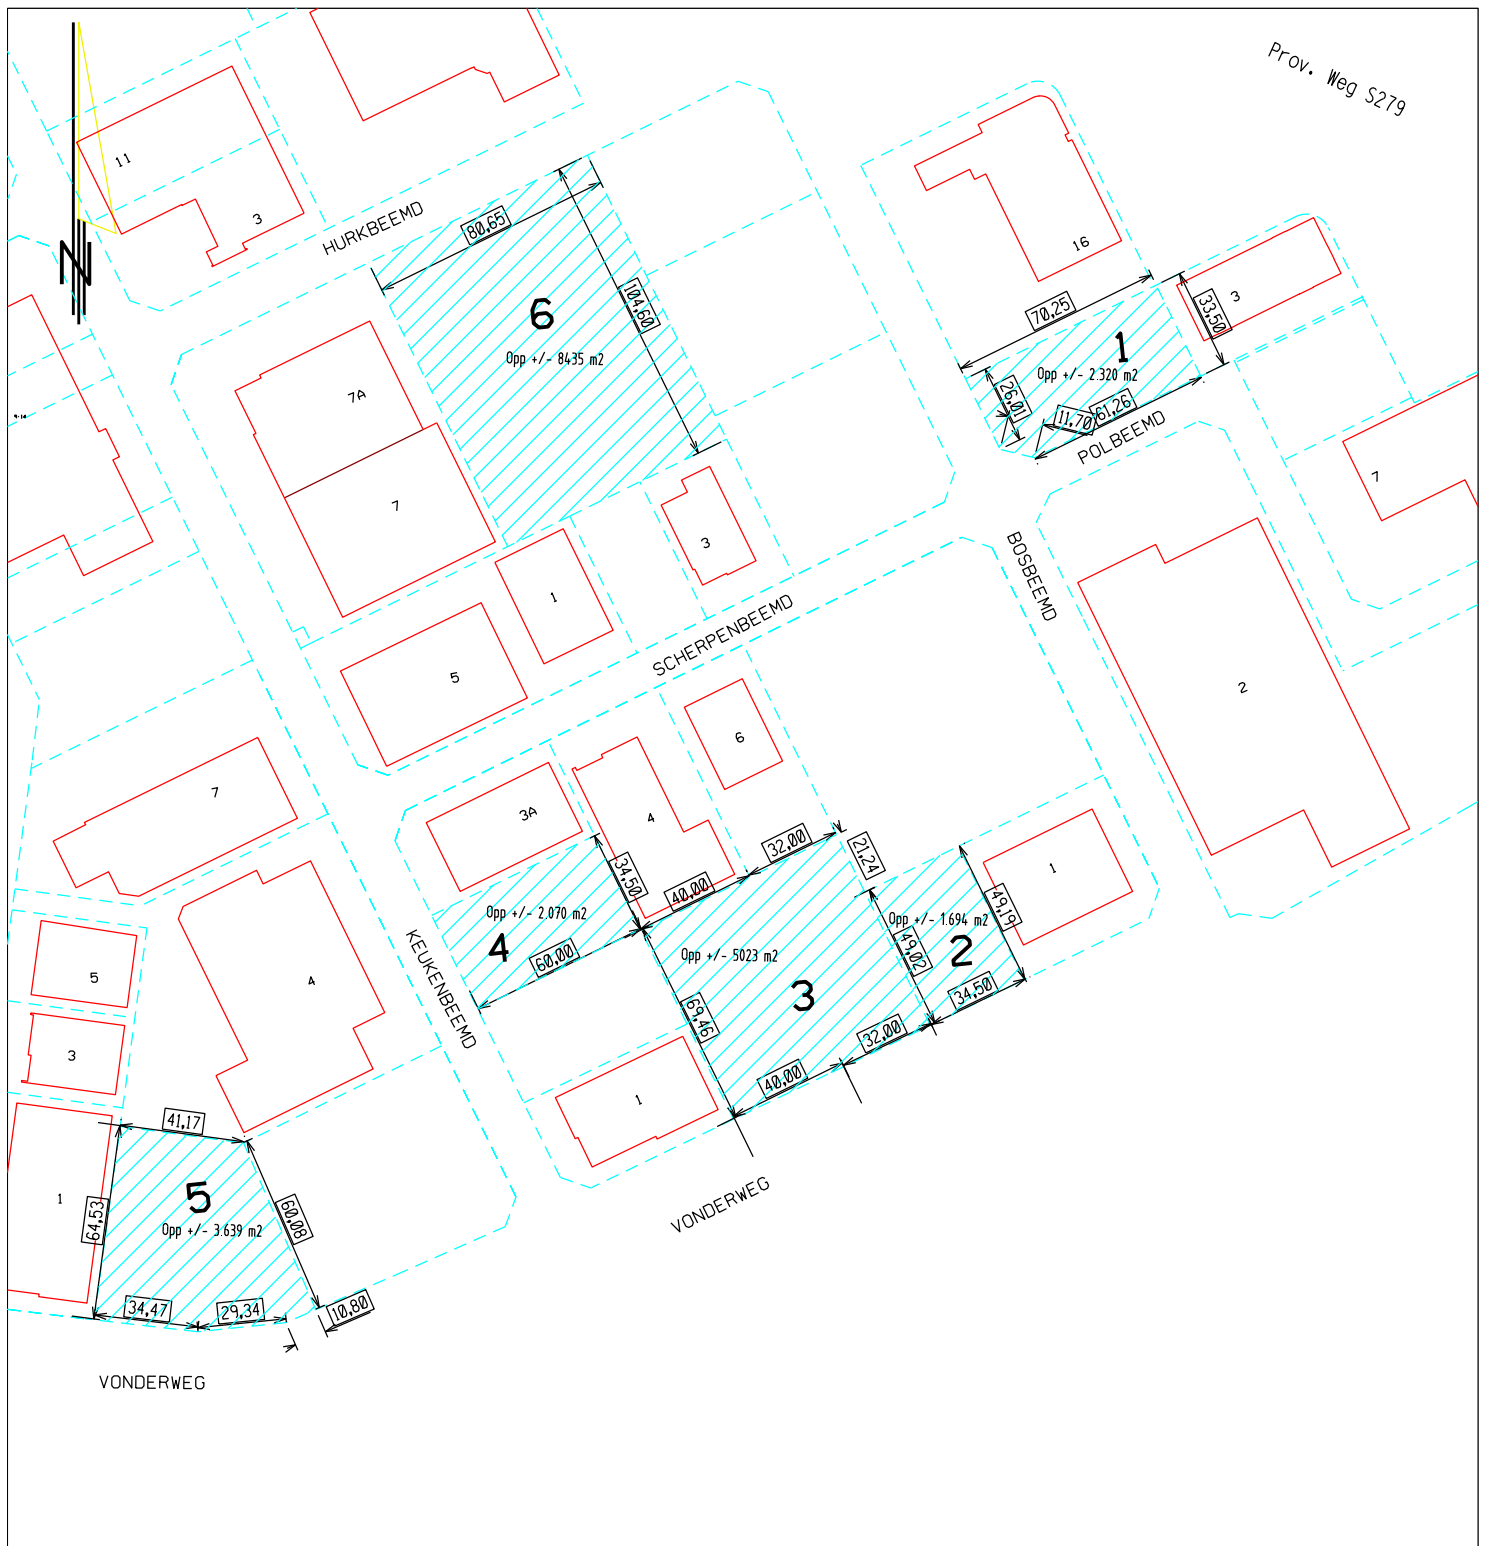 Prov. Weg S279
N
11
3
HURKBEEMD
80,65
104,60
6
Opp +/- 8435 m2
16
70,25
33,50
3
1
Opp +/- 2.320 m2
26,01
11,70
61,26
POLBEEMD
7A
7
7
3
1
BOSBEEMD
SCHERPENBEEMD
5
2
6
7
3A
4
34,50
40,00
32,00
21,24
1
49,19
Opp +/- 2.070 m2
4
60,00
KEUKENBEEMD
Opp +/- 1.694 m2
2
49,02
34,50
Opp +/- 5023 m2
3
69,46
32,00
40,00
5
4
3
1
41,17
1
5
Opp +/- 3.639 m2
64,53
60,08
34,47
29,34
10,80
VONDERWEG
VONDERWEG